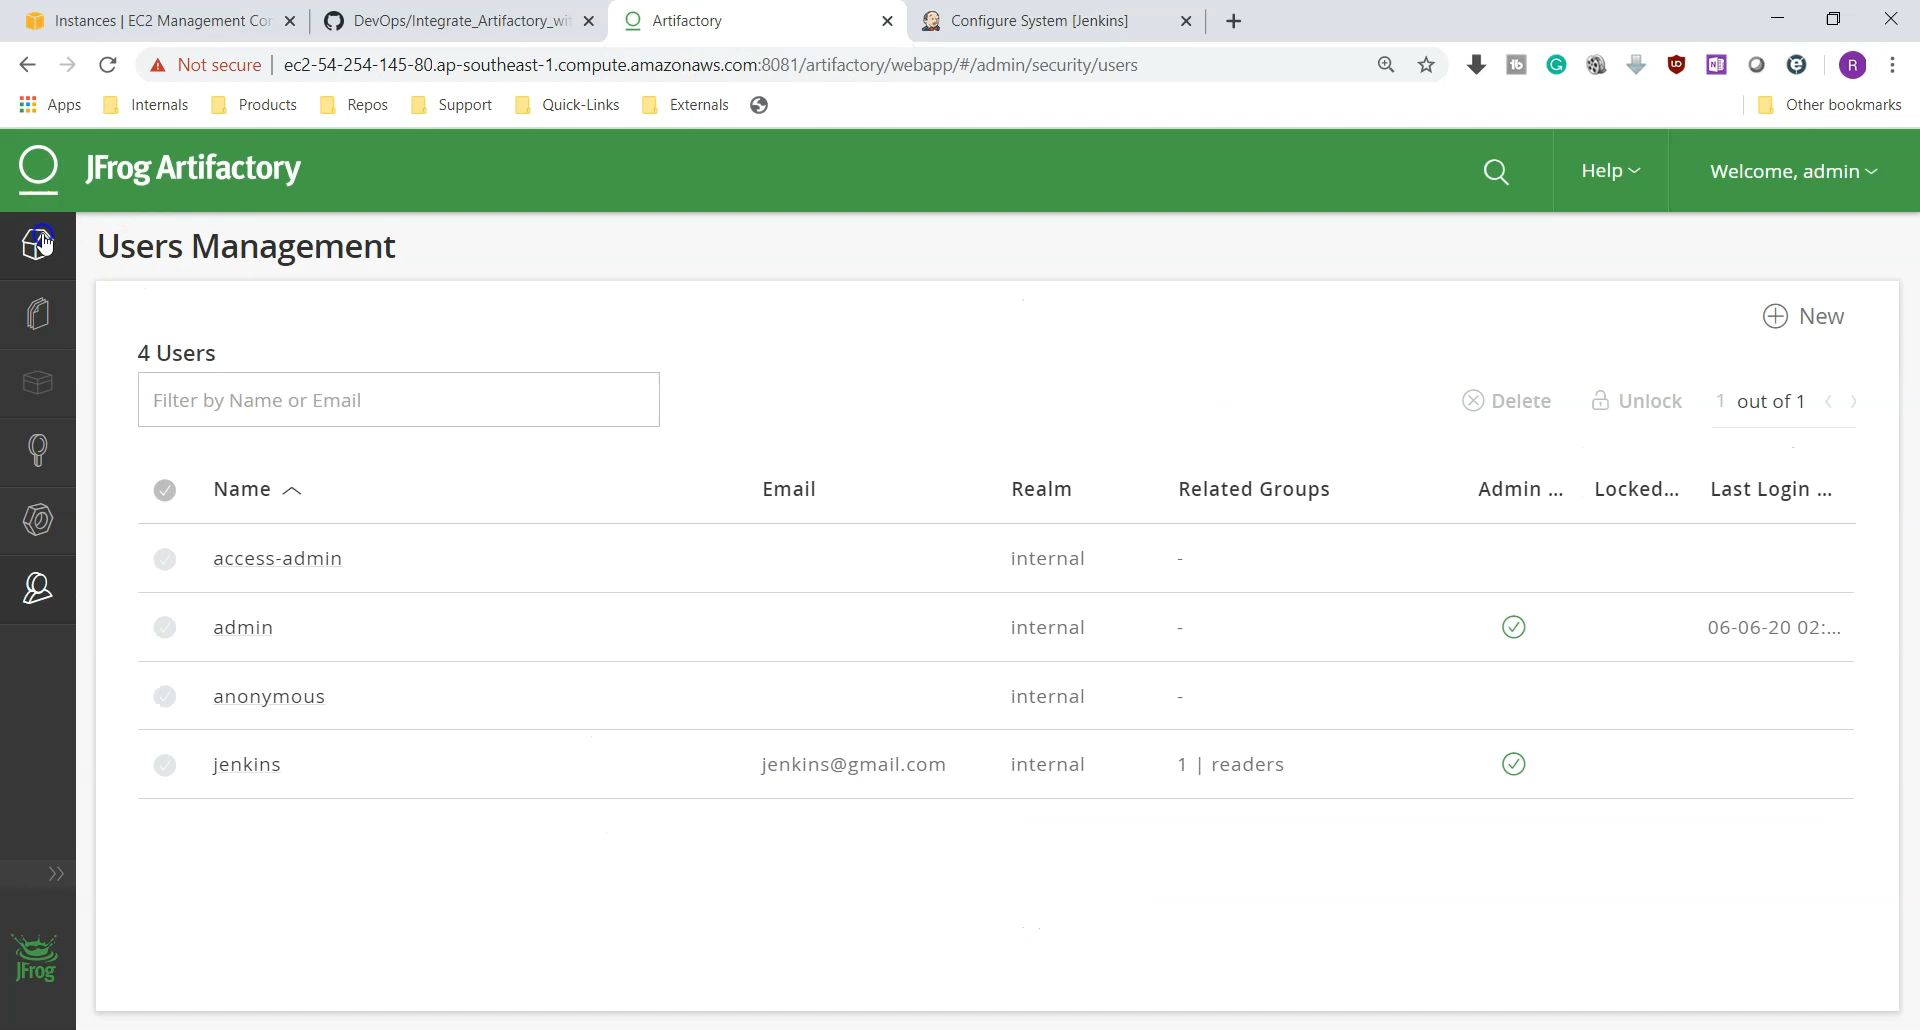 Instances | EC2 Management Con
DevOps/Integrate_Artifactory_wit
Artifactory
Configure System [Jenkins]
Not secure | ec2-54-254-145-80.ap-southeast-1.compute.amazonaws.com:8081/artifactory/webapp/#/admin/security/users
Apps Internals Products Repos Support Quick-Links Externals Other bookmarks
JFrog Artifactory Help Welcome, admin
Users Management
New
4 Users
Filter by Name or Email
Delete Unlock 1 out of 1
Name Email Realm Related Groups Admin ... Locked... Last Login ...
access-admin internal -
admin internal - 06-06-20 02:...
anonymous internal -
jenkins jenkins@gmail.com internal 1 | readers
JFrog